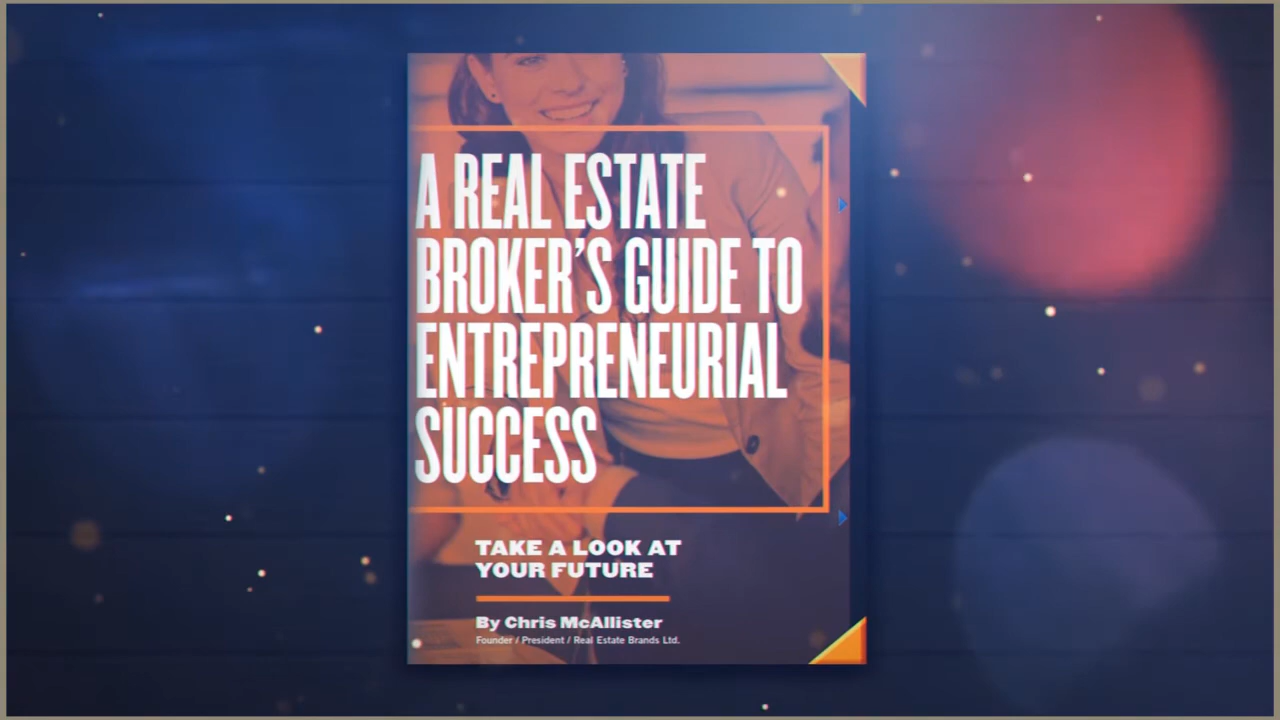 A REAL ESTATE
BROKER’S GUIDE TO
ENTREPRENEURIAL
SUCCESS
TAKE A LOOK AT
YOUR FUTURE
By Chris McAllister
Founder / President / Real Estate Brands Ltd.